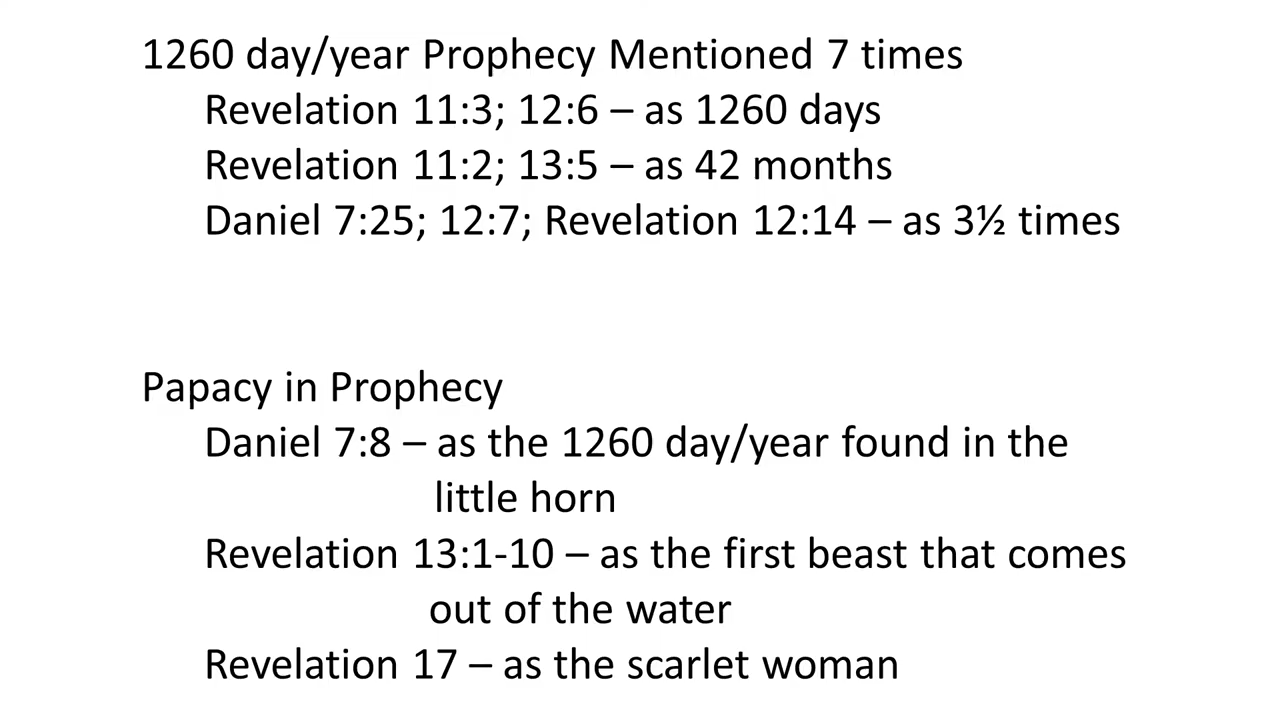 1260 day/year Prophecy Mentioned 7 times
Revelation 11:3; 12:6 – as 1260 days
Revelation 11:2; 13:5 – as 42 months
Daniel 7:25; 12:7; Revelation 12:14 – as 3½ times
Papacy in Prophecy
Daniel 7:8 – as the 1260 day/year found in the
little horn
Revelation 13:1-10 – as the first beast that comes
out of the water
Revelation 17 – as the scarlet woman